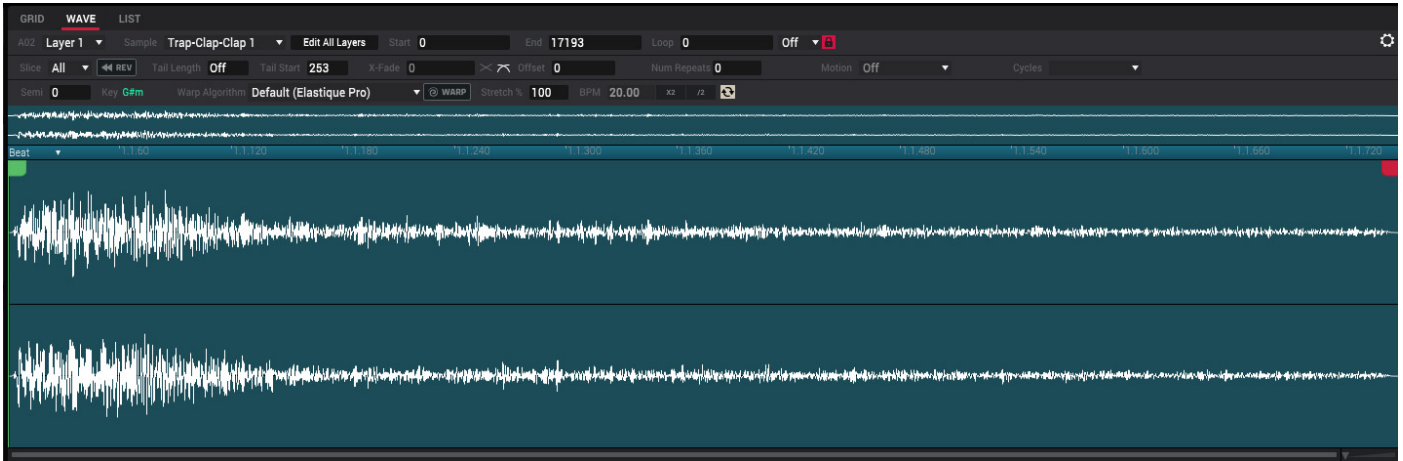 GRID WAVE LIST
A02 Layer 1 Sample Trap-Clap-Clap 1 Edit All Layers Start 0 End 17193 Loop 0 Off
Slice All REV Tail Length Off Tail Start 253 X-Fade 0 Offset 0 Num Repeats 0 Motion Off Cycles
Semi 0 Key G#m Warp Algorithm Default (Elastique Pro) WARP Stretch % 100 BPM 20.00 X2 /2
Beat '1.1.60 '1.1.120 '1.1.180 '1.1.240 '1.1.300 '1.1.360 '1.1.420 '1.1.480 '1.1.540 '1.1.600 '1.1.660 '1.1.720